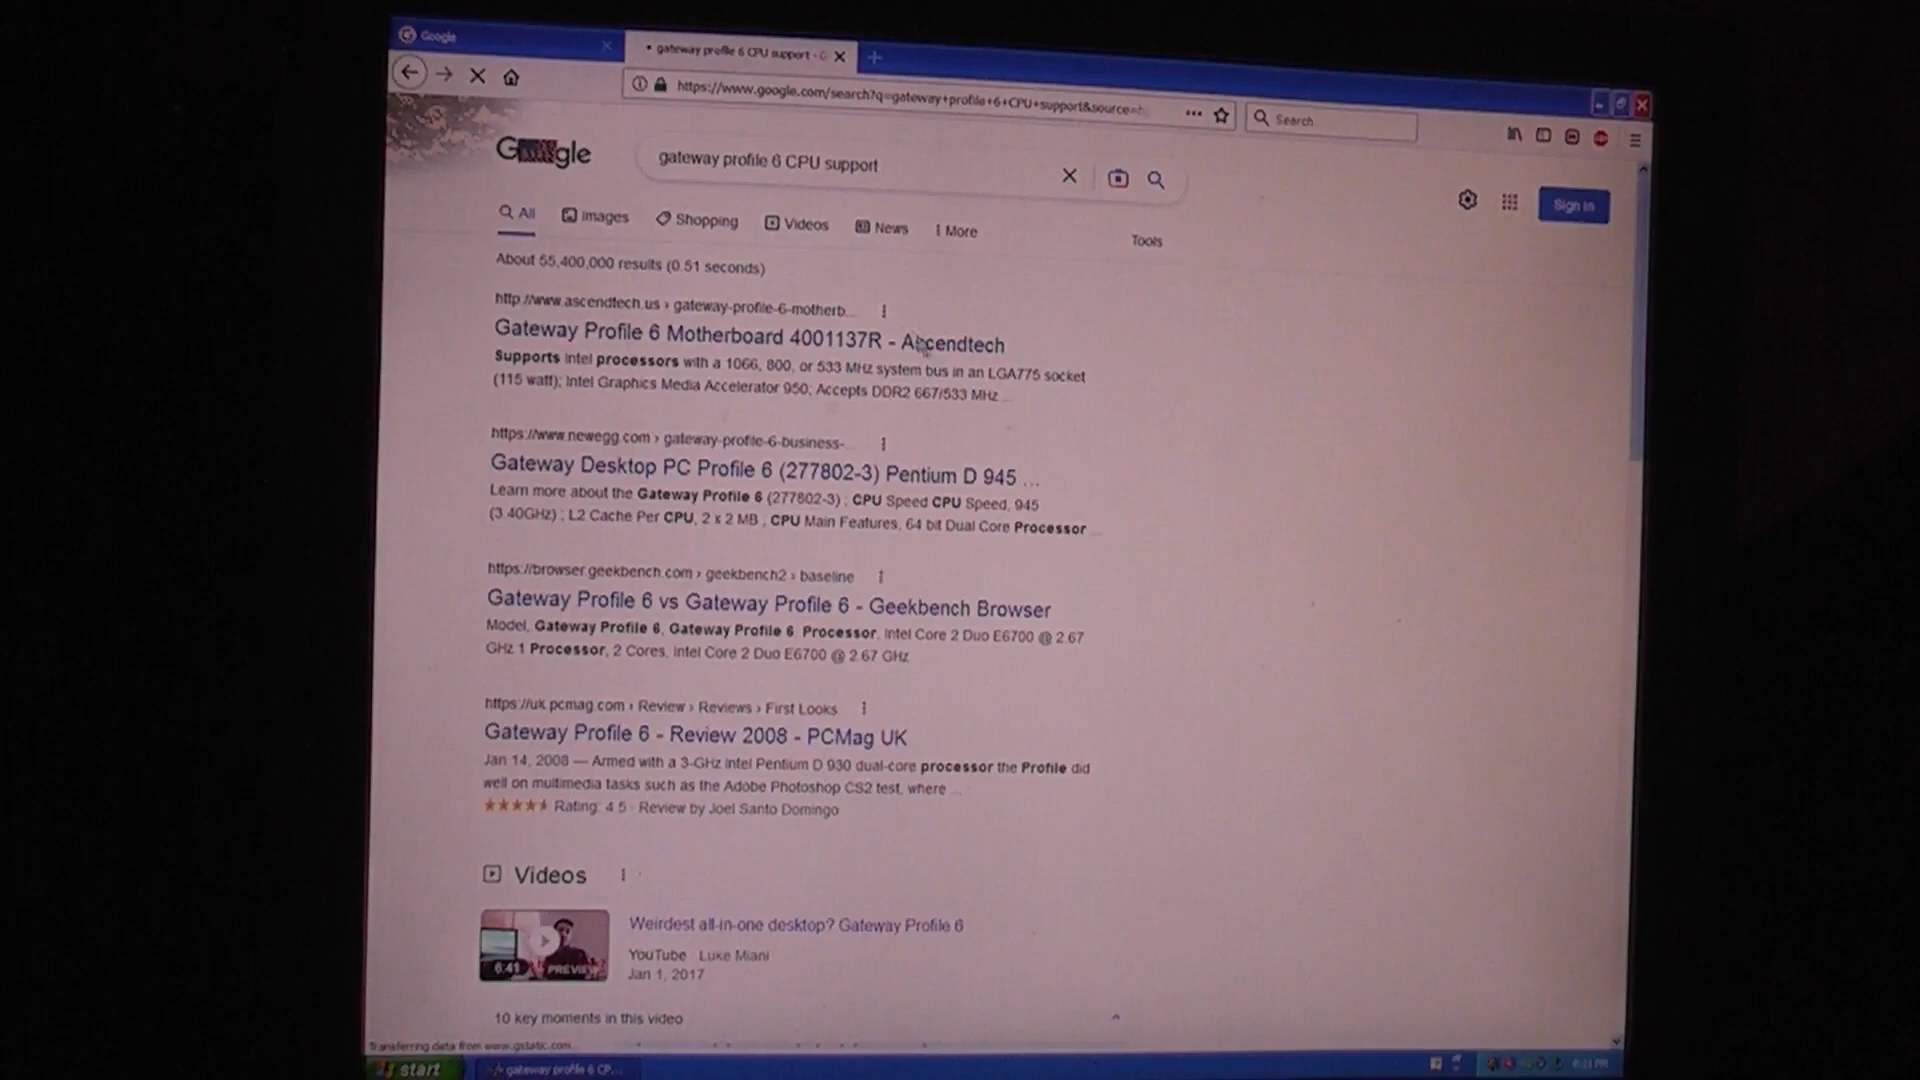 Google
gateway profile 6 CPU support - G
https://www.google.com/search?q=gateway+profile+6+CPU+support&source=h
Search
Google
gateway profile 6 CPU support
Sign in
All
Images
Shopping
Videos
News
More
Tools
About 55,400,000 results (0.51 seconds)
http://www.ascendtech.us › gateway-profile-6-motherb...
Gateway Profile 6 Motherboard 4001137R - Ascendtech
Supports Intel processors with a 1066, 800, or 533 MHz system bus in an LGA775 socket
(115 watt); Intel Graphics Media Accelerator 950; Accepts DDR2 667/533 MHz ...
https://www.newegg.com › gateway-profile-6-business-...
Gateway Desktop PC Profile 6 (277802-3) Pentium D 945 ...
Learn more about the Gateway Profile 6 (277802-3) ; CPU Speed CPU Speed, 945
(3.40GHz) ; L2 Cache Per CPU, 2 x 2 MB ; CPU Main Features, 64 bit Dual Core Processor ...
https://browser.geekbench.com › geekbench2 › baseline
Gateway Profile 6 vs Gateway Profile 6 - Geekbench Browser
Model, Gateway Profile 6, Gateway Profile 6. Processor, Intel Core 2 Duo E6700 @ 2.67
GHz 1 Processor, 2 Cores, Intel Core 2 Duo E6700 @ 2.67 GHz
https://uk.pcmag.com › Review › Reviews › First Looks
Gateway Profile 6 - Review 2008 - PCMag UK
Jan 14, 2008 — Armed with a 3-GHz Intel Pentium D 930 dual-core processor the Profile did
well on multimedia tasks such as the Adobe Photoshop CS2 test, where ...
Rating: 4.5 · Review by Joel Santo Domingo
Videos
Weirdest all-in-one desktop? Gateway Profile 6
6:41
PREVIEW
YouTube · Luke Miani
Jan 1, 2017
10 key moments in this video
Transferring data from www.gstatic.com...
start
gateway profile 6 CP...